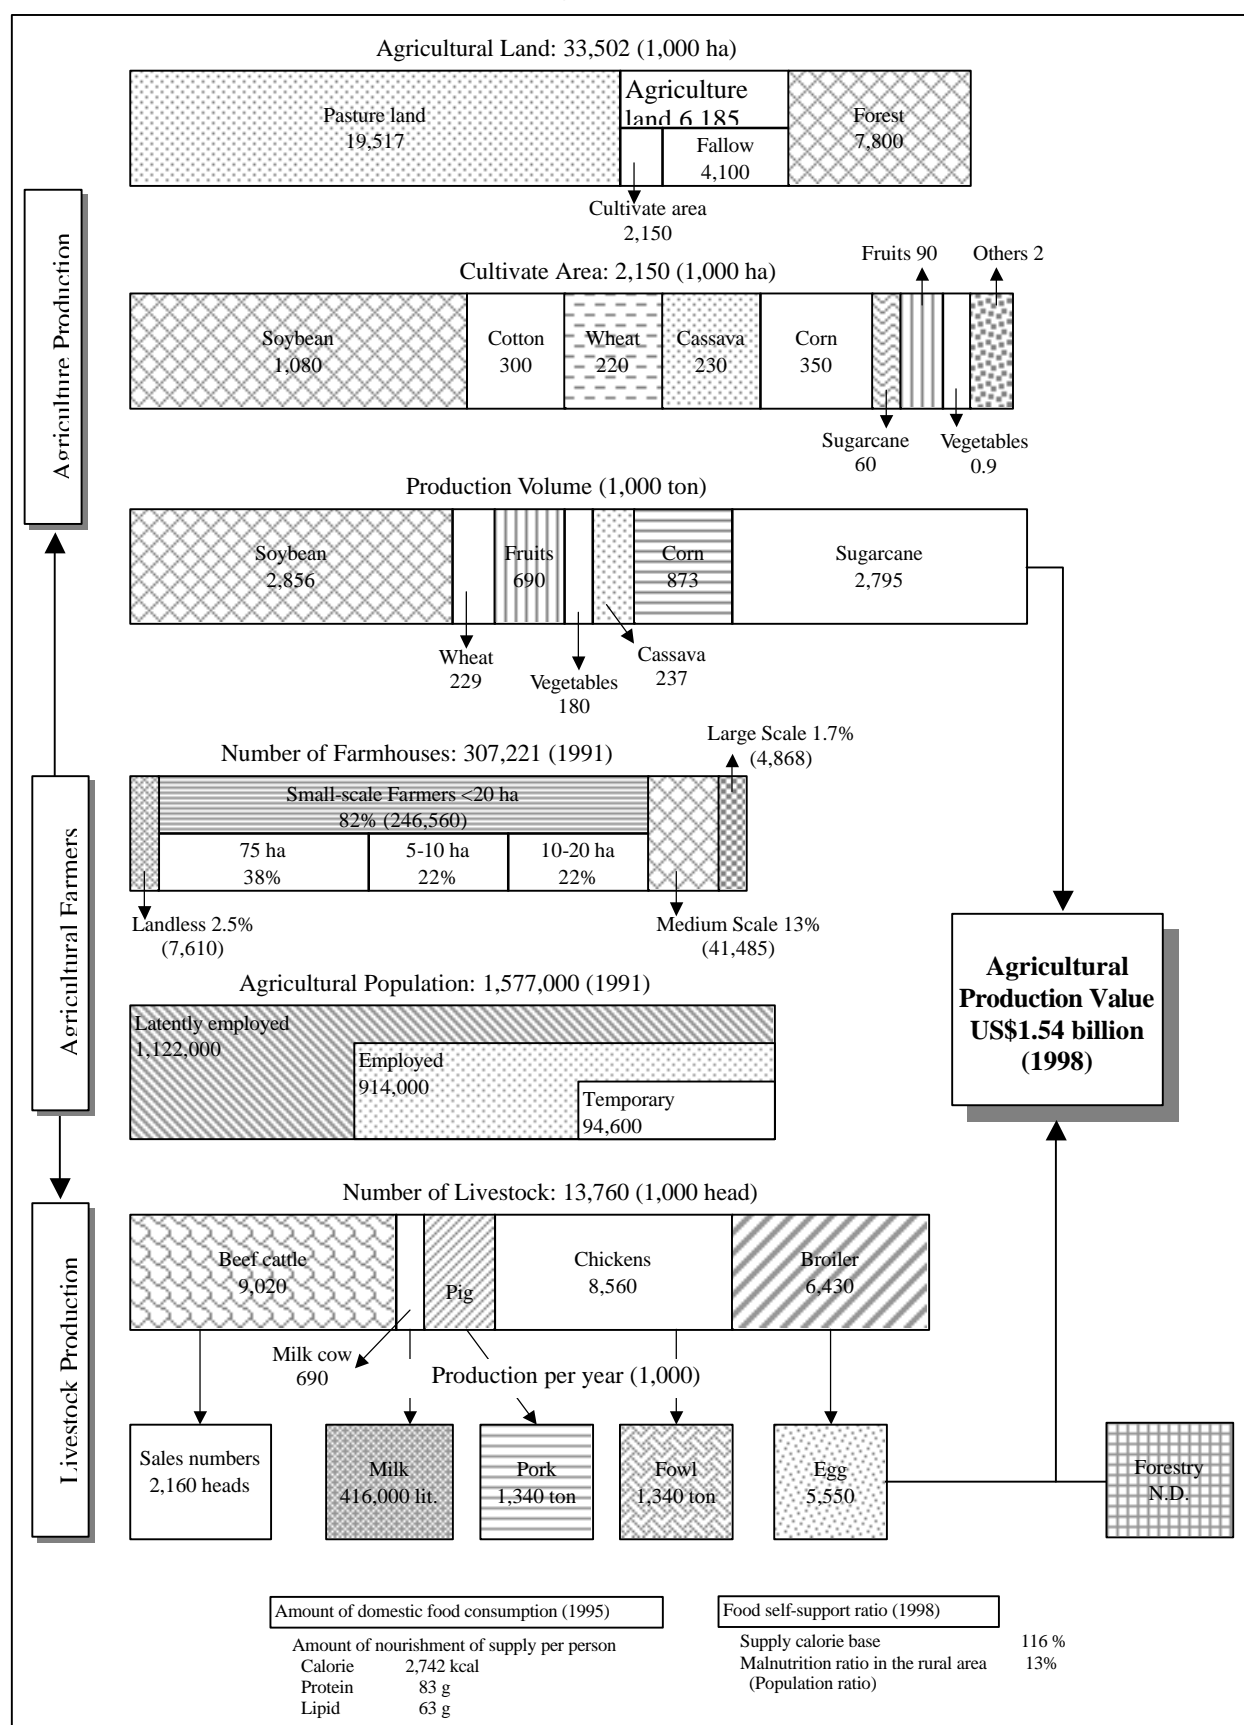 Agricultural Land: 33,502 (1,000 ha)
Pasture land
19,517
Agriculture
land 6,185
Fallow
4,100
Forest
7,800
Cultivate area
2,150
Agriculture Production
Cultivate Area: 2,150 (1,000 ha)
Fruits 90
Others 2
Soybean
1,080
Cotton
300
Wheat
220
Cassava
230
Corn
350
Sugarcane
60
Vegetables
0.9
Production Volume (1,000 ton)
Soybean
2,856
Fruits
690
Corn
873
Sugarcane
2,795
Wheat
229
Vegetables
180
Cassava
237
Agricultural Farmers
Number of Farmhouses: 307,221 (1991)
Large Scale 1.7%
(4,868)
Small-scale Farmers <20 ha
82% (246,560)
75 ha
38%
5-10 ha
22%
10-20 ha
22%
Landless 2.5%
(7,610)
Medium Scale 13%
(41,485)
Agricultural Population: 1,577,000 (1991)
Latently employed
1,122,000
Employed
914,000
Temporary
94,600
Agricultural
Production Value
US$1.54 billion
(1998)
Livestock Production
Number of Livestock: 13,760 (1,000 head)
Beef cattle
9,020
Pig
Chickens
8,560
Broiler
6,430
Milk cow
690
Production per year (1,000)
Sales numbers
2,160 heads
Milk
416,000 lit.
Pork
1,340 ton
Fowl
1,340 ton
Egg
5,550
Forestry
N.D.
Amount of domestic food consumption (1995)
Amount of nourishment of supply per person
Calorie 2,742 kcal
Protein 83 g
Lipid 63 g
Food self-support ratio (1998)
Supply calorie base 116 %
Malnutrition ratio in the rural area 13%
(Population ratio)